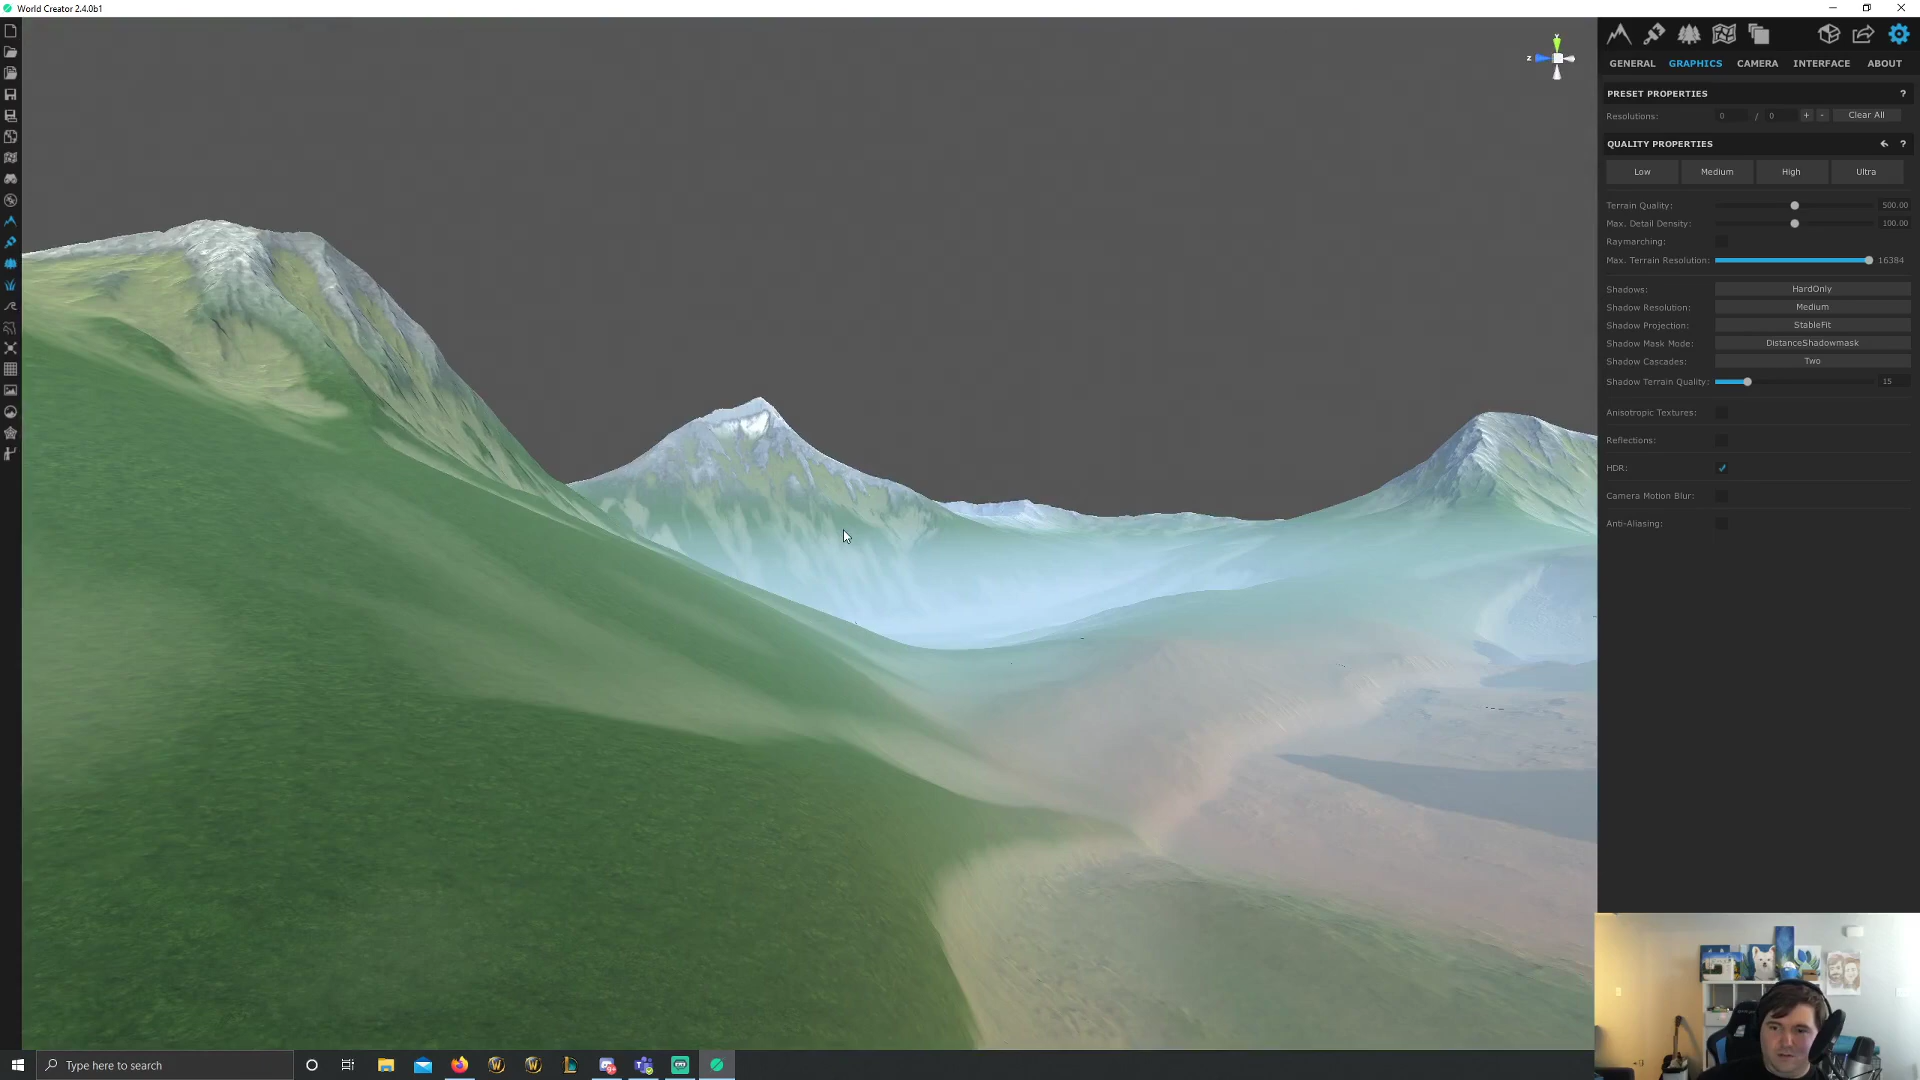 World Creator 2.4.0b1
Y
Z
GENERAL GRAPHICS CAMERA INTERFACE ABOUT
PRESET PROPERTIES ?
Resolutions: 0 / 0 + - Clear All
QUALITY PROPERTIES ?
Low Medium High Ultra
Terrain Quality: 500.00
Max. Detail Density: 100.00
Raymarching:
Max. Terrain Resolution: 16384
Shadows: HardOnly
Shadow Resolution: Medium
Shadow Projection: StableFit
Shadow Mask Mode: DistanceShadowmask
Shadow Cascades: Two
Shadow Terrain Quality: 15
Anisotropic Textures:
Reflections:
HDR:
Camera Motion Blur:
Anti-Aliasing:
Type here to search